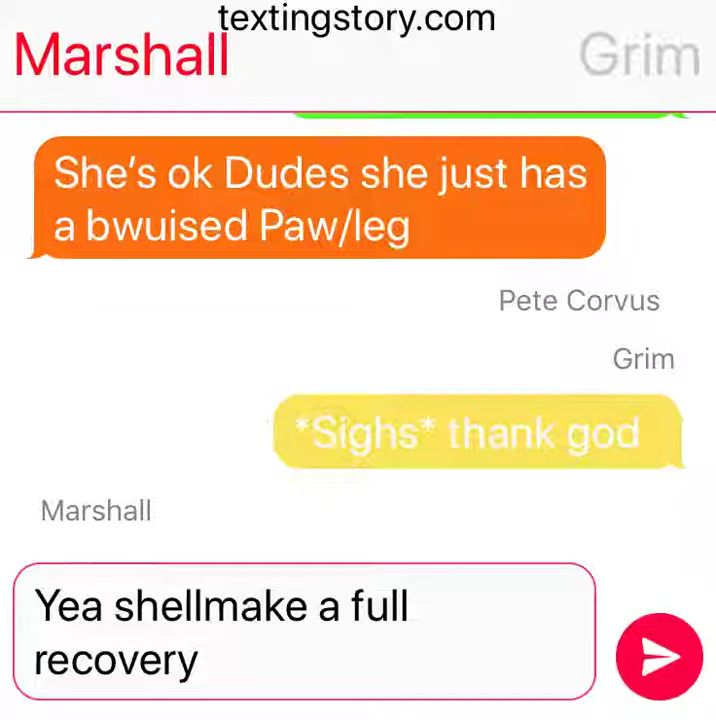 textingstory.com
Marshall
Grim
She's ok Dudes she just has
a bwuised Paw/leg
Pete Corvus
Grim
*Sighs* thank god
Marshall
Yea shellmake a full
recovery